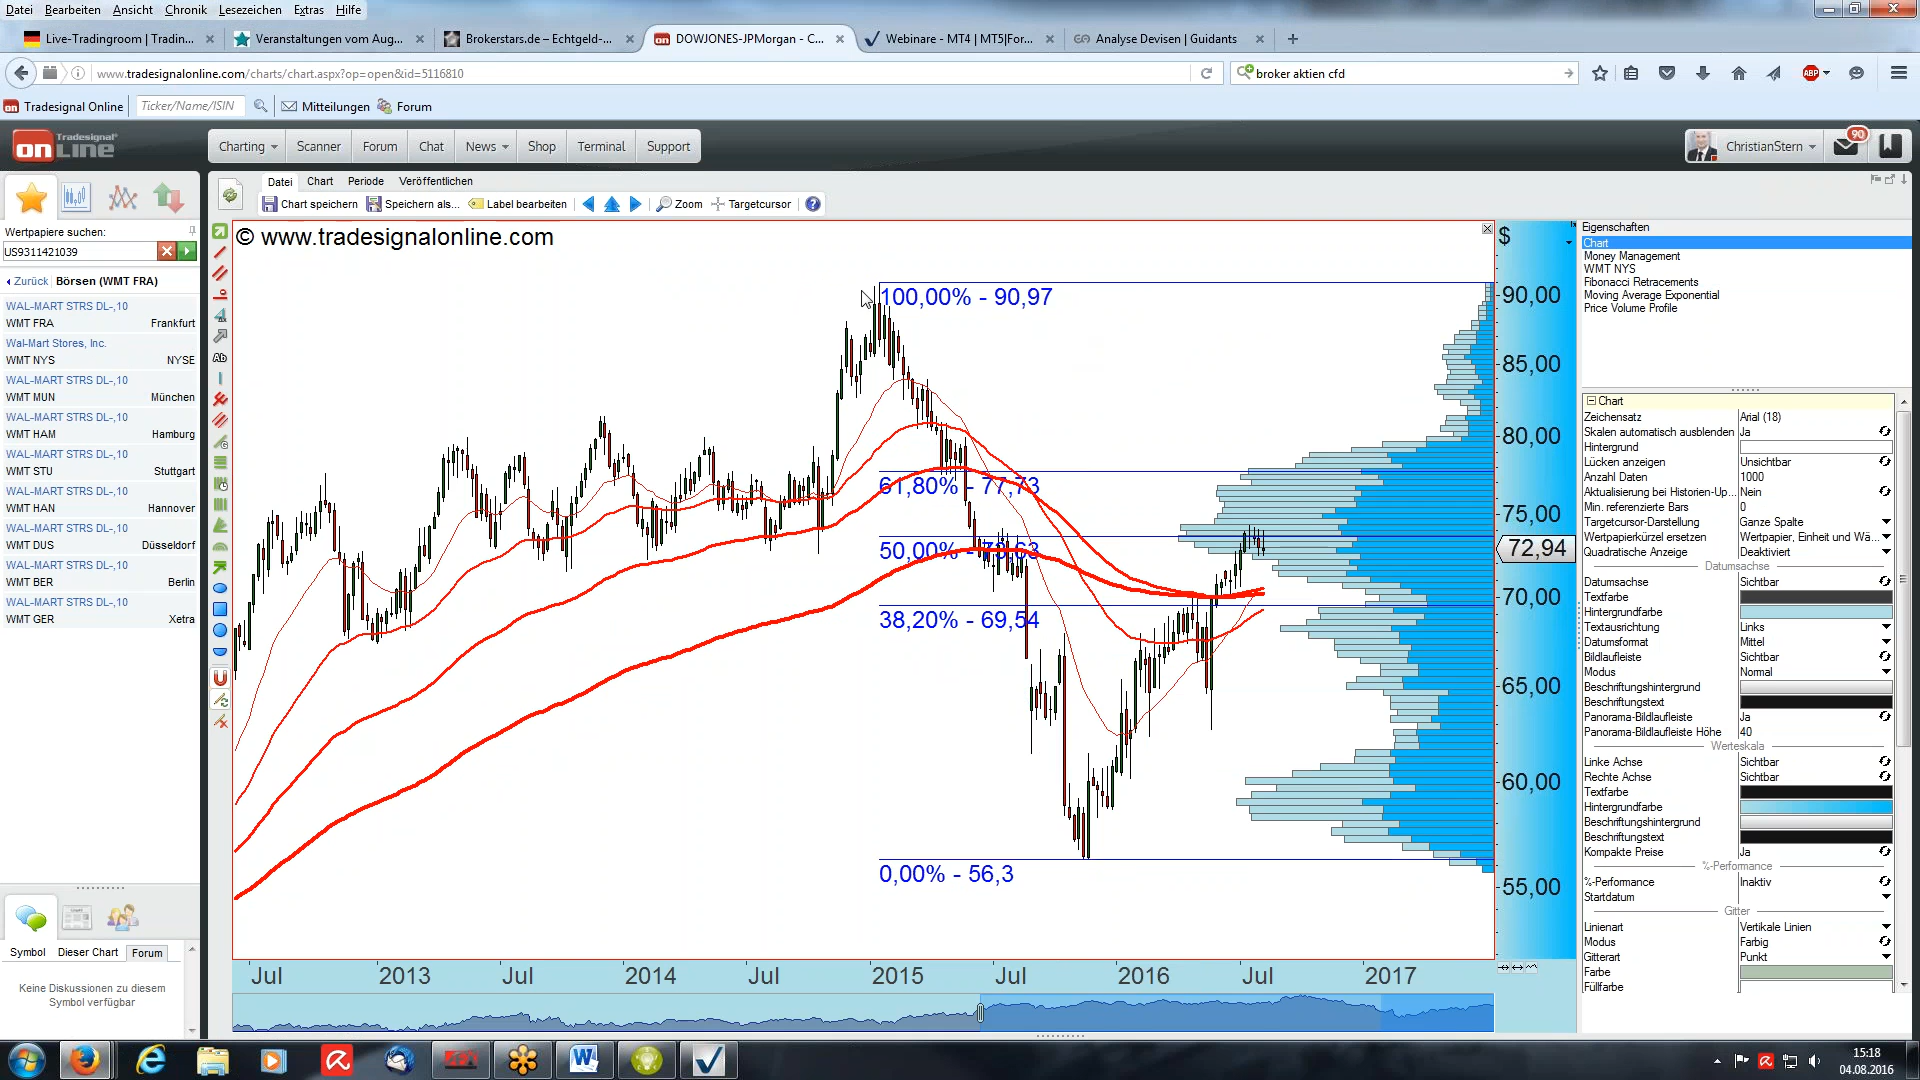 Datei Bearbeiten Ansicht Chronik Lesezeichen Extras Hilfe
Live-Tradingroom | Tradin...
Veranstaltungen vom Aug...
Brokerstars.de – Echtgeld-...
DOWJONES-JPMorgan - C...
Webinare - MT4 | MT5|For...
Analyse Devisen | Guidants
www.tradesignalonline.com/charts/chart.aspx?op=open&id=5116810
broker aktien cfd
ABP
on Tradesignal Online
Ticker/Name/ISIN
Mitteilungen
Forum
Tradesignal®
on LINE
Charting Scanner Forum Chat News Shop Terminal Support
ChristianStern
90
Datei Chart Periode Veröffentlichen
Chart speichern Speichern als... Label bearbeiten Zoom Targetcursor
Wertpapiere suchen:
US9311421039
Zurück Börsen (WMT FRA)
WAL-MART STRS DL-,10
WMT FRA Frankfurt
Wal-Mart Stores, Inc.
WMT NYS NYSE
WAL-MART STRS DL-,10
WMT MUN München
WAL-MART STRS DL-,10
WMT HAM Hamburg
WAL-MART STRS DL-,10
WMT STU Stuttgart
WAL-MART STRS DL-,10
WMT HAN Hannover
WAL-MART STRS DL-,10
WMT DUS Düsseldorf
WAL-MART STRS DL-,10
WMT BER Berlin
WAL-MART STRS DL-,10
WMT GER Xetra
Symbol Dieser Chart Forum
Keine Diskussionen zu diesem
Symbol verfügbar
Ab
© www.tradesignalonline.com
100,00% - 90,97
61,80% - 77,73
50,00% - 73,63
38,20% - 69,54
0,00% - 56,3
$
90,00
85,00
80,00
75,00
72,94
70,00
65,00
60,00
55,00
Jul 2013 Jul 2014 Jul 2015 Jul 2016 Jul 2017
Eigenschaften
Chart
Money Management
WMT NYS
Fibonacci Retracements
Moving Average Exponential
Price Volume Profile
Chart
Zeichensatz Arial (18)
Skalen automatisch ausblenden Ja
Hintergrund
Lücken anzeigen Unsichtbar
Anzahl Daten 1000
Aktualisierung bei Historien-Up... Nein
Min. referenzierte Bars 0
Targetcursor-Darstellung Ganze Spalte
Wertpapierkürzel ersetzen Wertpapier, Einheit und Wä...
Quadratische Anzeige Deaktiviert
Datumsachse
Datumsachse Sichtbar
Textfarbe
Hintergrundfarbe
Textausrichtung Links
Datumsformat Mittel
Bildlaufleiste Sichtbar
Modus Normal
Beschriftungshintergrund
Beschriftungstext
Panorama-Bildlaufleiste Ja
Panorama-Bildlaufleiste Höhe 40
Werteskala
Linke Achse Sichtbar
Rechte Achse Sichtbar
Textfarbe
Hintergrundfarbe
Beschriftungshintergrund
Beschriftungstext
Kompakte Preise Ja
%-Performance
%-Performance Inaktiv
Startdatum
Gitter
Linienart Vertikale Linien
Modus Farbig
Gitterart Punkt
Farbe
Füllfarbe
15:18
04.08.2016